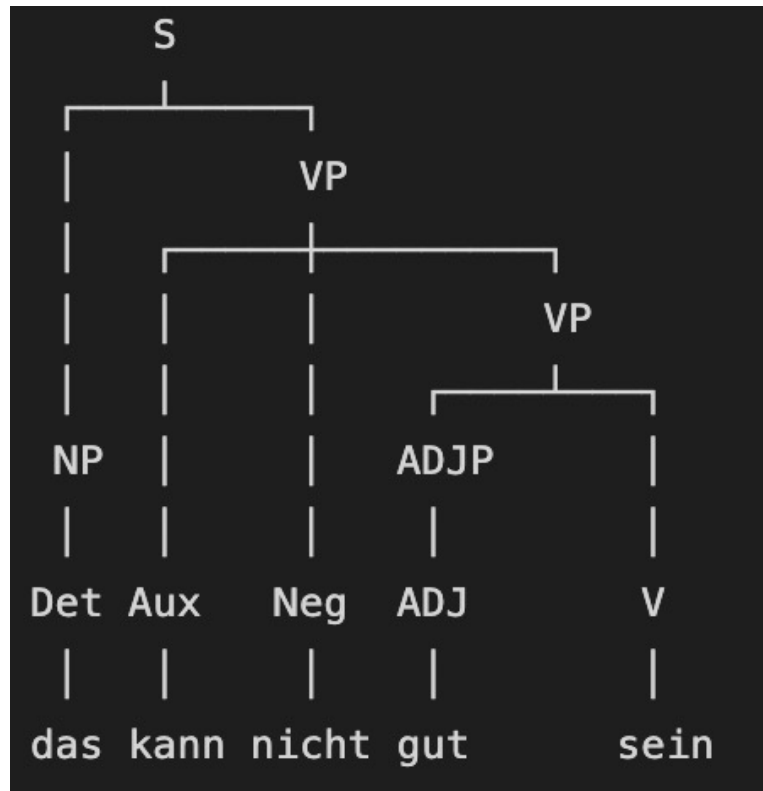 S
VP
VP
NP ADJP
Det Aux Neg ADJ V
das kann nicht gut sein